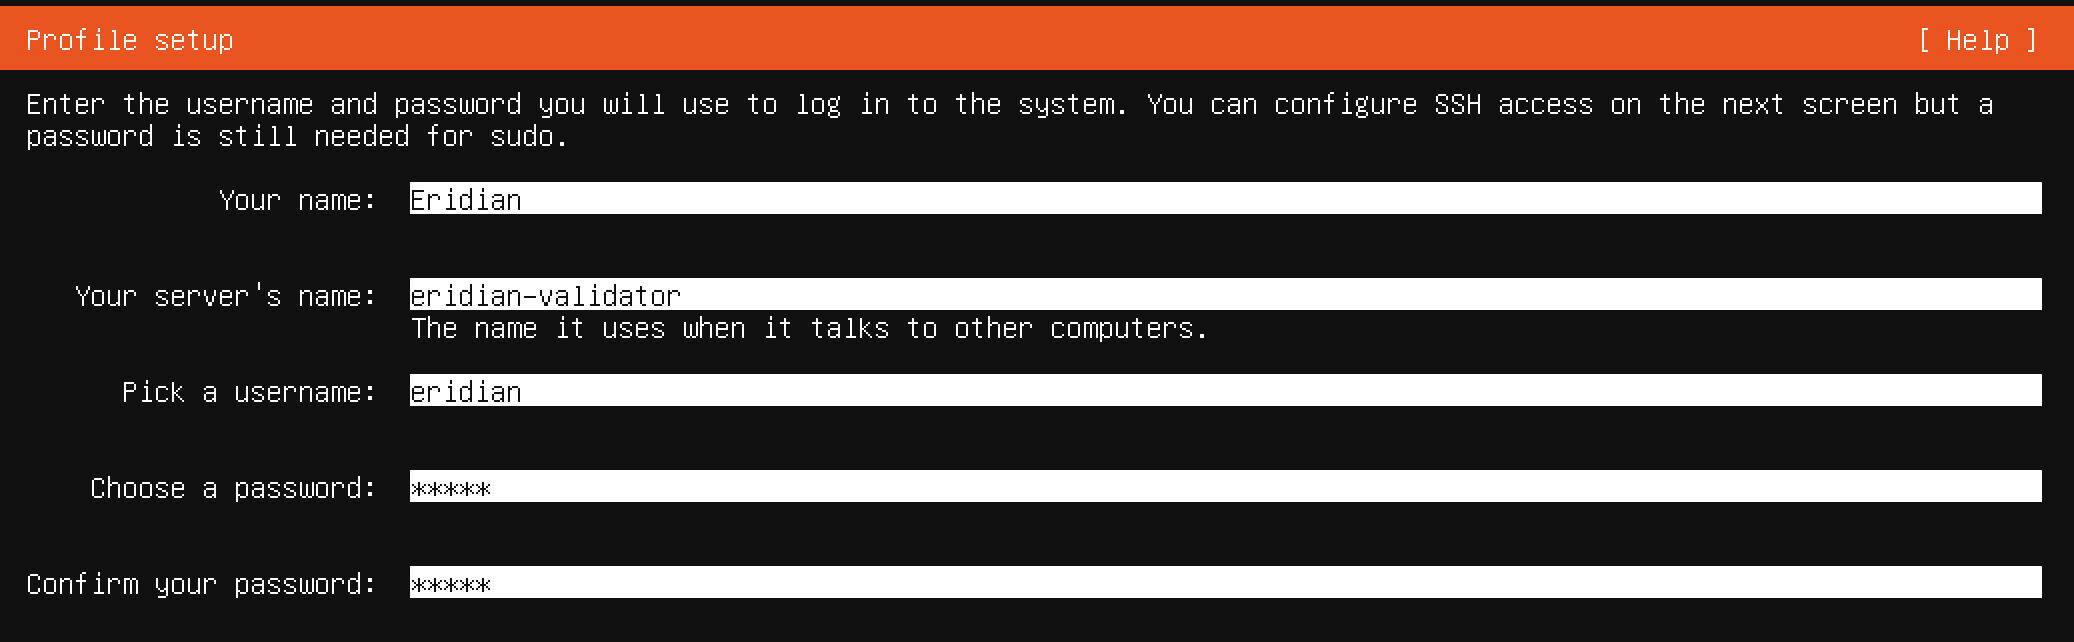 Profile setup [ Help ]
Enter the username and password you will use to log in to the system. You can configure SSH access on the next screen but a
password is still needed for sudo.
Your name: Eridian
Your server's name: eridian-validator
The name it uses when it talks to other computers.
Pick a username: eridian
Choose a password: *****
Confirm your password: *****